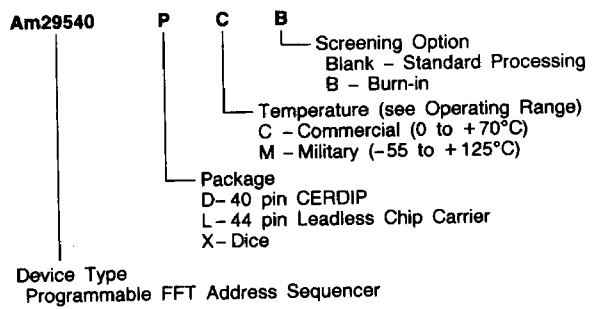 Am29540 P C B
Screening Option
Blank – Standard Processing
B – Burn-in
Temperature (see Operating Range)
C – Commercial (0 to +70°C)
M – Military (–55 to +125°C)
Package
D– 40 pin CERDIP
L– 44 pin Leadless Chip Carrier
X– Dice
Device Type
Programmable FFT Address Sequencer